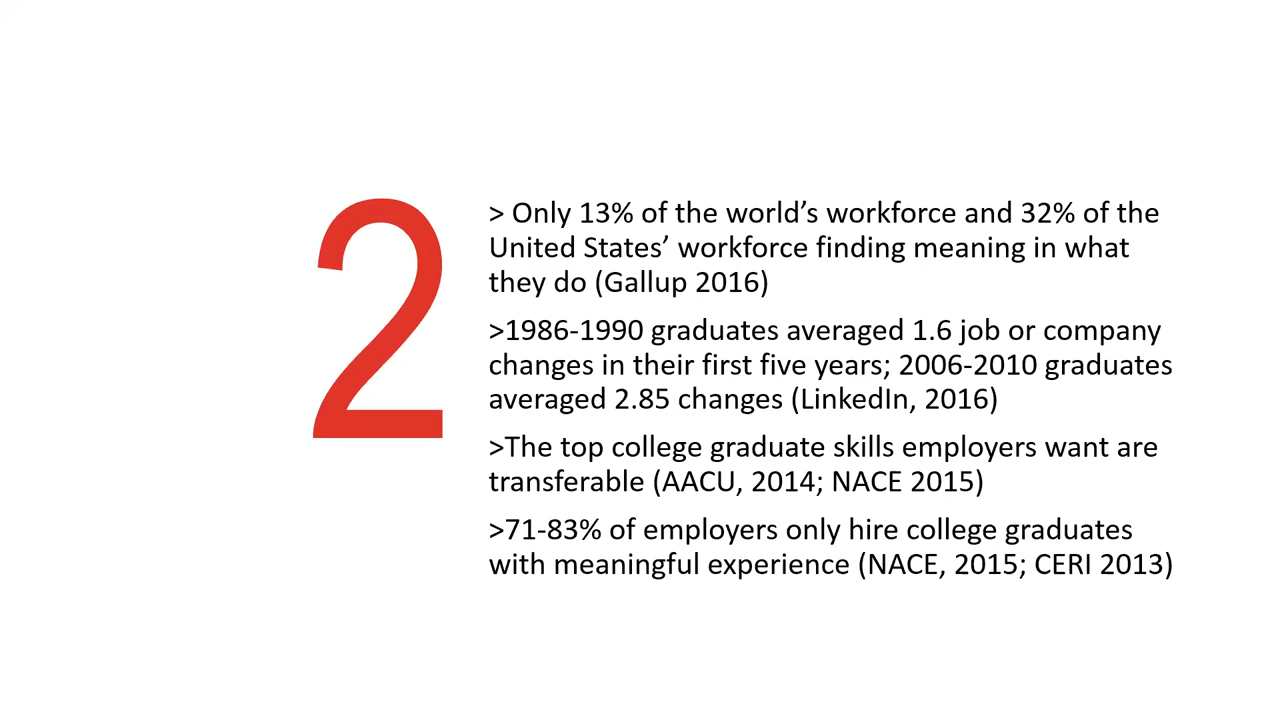 2
> Only 13% of the world’s workforce and 32% of the
United States’ workforce finding meaning in what
they do (Gallup 2016)
>1986-1990 graduates averaged 1.6 job or company
changes in their first five years; 2006-2010 graduates
averaged 2.85 changes (LinkedIn, 2016)
>The top college graduate skills employers want are
transferable (AACU, 2014; NACE 2015)
>71-83% of employers only hire college graduates
with meaningful experience (NACE, 2015; CERI 2013)